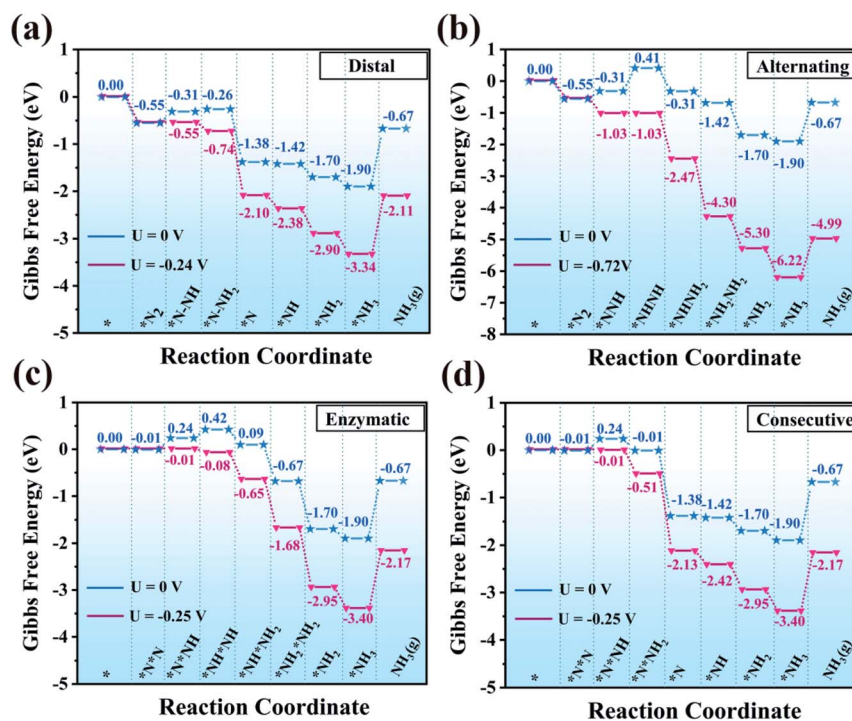 (a)
Distal
Gibbs Free Energy (eV)
1
0
-1
-2
-3
-4
-5
0.00
-0.55
-0.31
-0.26
-1.38
-1.42
-1.70
-1.90
-0.67
-0.55
-0.74
-2.10
-2.38
-2.90
-3.34
-2.11
U = 0 V
U = -0.24 V
*
*N₂
*N-NH
*N-NH₂
*N
*NH
*NH₂
*NH₃
NH₃(g)
Reaction Coordinate
(b)
Alternating
Gibbs Free Energy (eV)
1
0
-1
-2
-3
-4
-5
-6
-7
-8
0.00
-0.55
-0.31
0.41
-0.31
-1.42
-1.70
-1.90
-0.67
-1.03
-1.03
-2.47
-4.30
-5.30
-6.22
-4.99
U = 0 V
U = -0.72V
*
*N₂
*NNH
*NHNH
*NHNH₂
*NH₂NH₂
*NH₂
*NH₃
NH₃(g)
Reaction Coordinate
(c)
Enzymatic
Gibbs Free Energy (eV)
1
0
-1
-2
-3
-4
-5
0.00
-0.01
0.24
0.42
0.09
-0.67
-1.70
-1.90
-0.67
-0.01
-0.08
-0.65
-1.68
-2.95
-3.40
-2.17
U = 0 V
U = -0.25 V
*
*N*N
*N*NH
*NH*NH
*NH*NH₂
*NH₂*NH₂
*NH₂
*NH₃
NH₃(g)
Reaction Coordinate
(d)
Consecutive
Gibbs Free Energy (eV)
1
0
-1
-2
-3
-4
-5
0.00
-0.01
0.24
-0.01
-1.38
-1.42
-1.70
-1.90
-0.67
-0.01
-0.51
-2.13
-2.42
-2.95
-3.40
-2.17
U = 0 V
U = -0.25 V
*
*N*N
*N*NH
*N*NH₂
*N
*NH
*NH₂
*NH₃
NH₃(g)
Reaction Coordinate